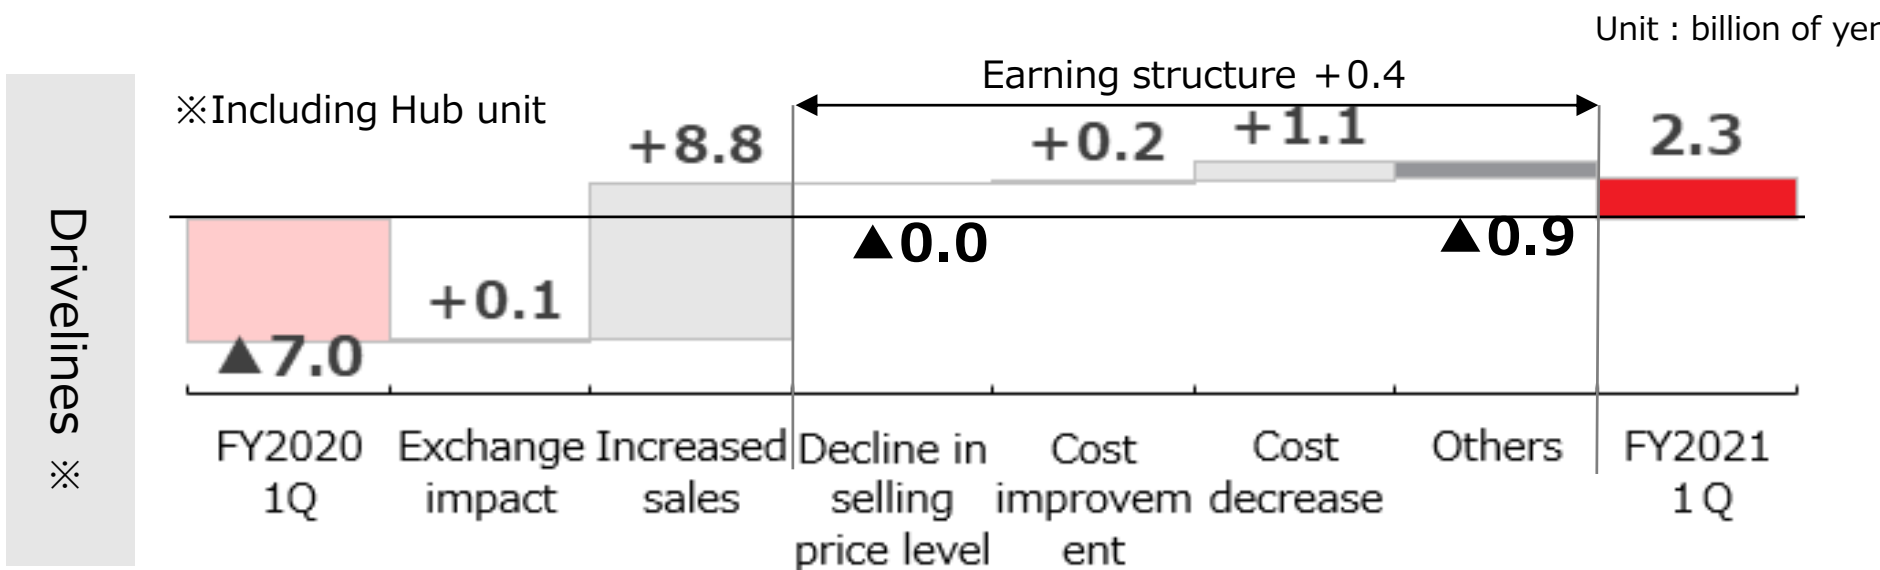 Unit : billion of yen
Earning structure +0.4
※Including Hub unit
+8.8
+0.2
+1.1
2.3
▲0.0
▲0.9
+0.1
▲7.0
Drivelines ※
FY2020
1Q
Exchange
impact
Increased
sales
Decline in
selling
price level
Cost
improvem
ent
Cost
decrease
Others
FY2021
1Q